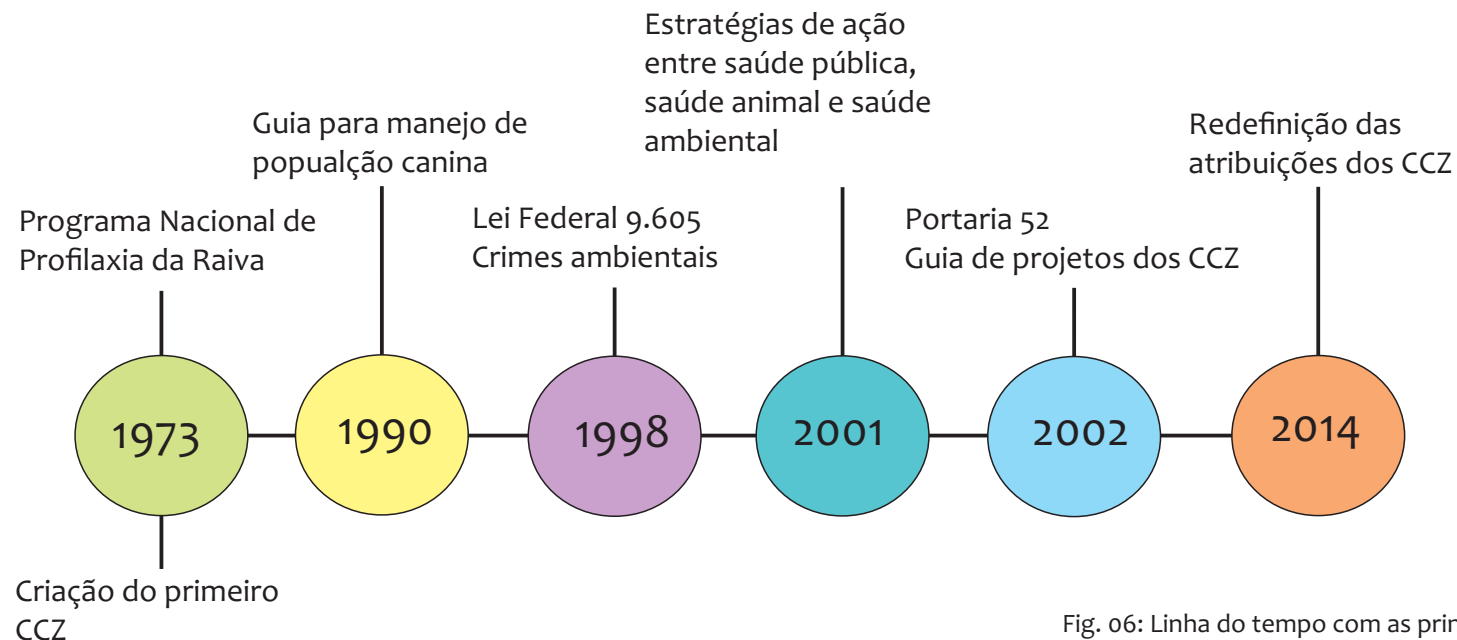 Programa Nacional de
Profilaxia da Raiva
1973
Criação do primeiro
CCZ
Guia para manejo de
popualção canina
1990
Lei Federal 9.605
Crimes ambientais
1998
Estratégias de ação
entre saúde pública,
saúde animal e saúde
ambiental
2001
Portaria 52
Guia de projetos dos CCZ
2002
Redefinição das
atribuições dos CCZ
2014
Fig. 06: Linha do tempo com as prin